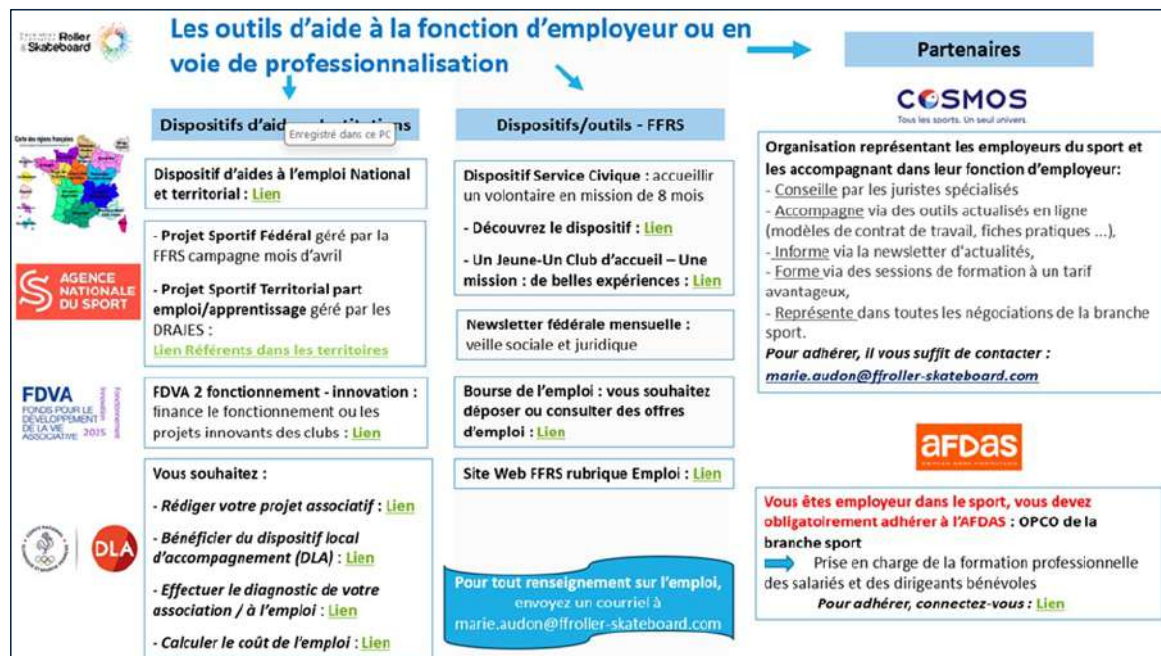 Roller
& Skateboard
Les outils d'aide à la fonction d'employeur ou en
voie de professionnalisation
Dispositifs d'aide
Enregistré dans ce PC
Carte des régions françaises
Dispositif d'aides à l'emploi National
et territorial : Lien
AGENCE
NATIONALE
DU SPORT
- Projet Sportif Fédéral géré par la
FFRS campagne mois d'avril
- Projet Sportif Territorial part
emploi/apprentissage géré par les
DRAJES :
Lien Référents dans les territoires
FDVA
FONDS POUR LE
DÉVELOPPEMENT
DE LA VIE
ASSOCIATIVE 2025
innovation
fonctionnement
FDVA 2 fonctionnement - innovation :
finance le fonctionnement ou les
projets innovants des clubs : Lien
DLA
Vous souhaitez :
- Rédiger votre projet associatif : Lien
- Bénéficier du dispositif local
d'accompagnement (DLA) : Lien
- Effectuer le diagnostic de votre
association / à l'emploi : Lien
- Calculer le coût de l'emploi : Lien
Dispositifs/outils - FFRS
Dispositif Service Civique : accueillir
un volontaire en mission de 8 mois
- Découvrez le dispositif : Lien
- Un Jeune-Un Club d'accueil – Une
mission : de belles expériences : Lien
Newsletter fédérale mensuelle :
veille sociale et juridique
Bourse de l'emploi : vous souhaitez
déposer ou consulter des offres
d'emploi : Lien
Site Web FFRS rubrique Emploi : Lien
Pour tout renseignement sur l'emploi,
envoyez un courriel à
marie.audon@ffroller-skateboard.com
Partenaires
COSMOS
Tous les sports. Un seul univers.
Organisation représentant les employeurs du sport et
les accompagnant dans leur fonction d'employeur:
- Conseille par les juristes spécialisés
- Accompagne via des outils actualisés en ligne
(modèles de contrat de travail, fiches pratiques ...),
- Informe via la newsletter d'actualités,
- Forme via des sessions de formation à un tarif
avantageux,
- Représente dans toutes les négociations de la branche
sport.
Pour adhérer, il vous suffit de contacter :
marie.audon@ffroller-skateboard.com
afdas
Vous êtes employeur dans le sport, vous devez
obligatoirement adhérer à l'AFDAS : OPCO de la
branche sport
Prise en charge de la formation professionnelle
des salariés et des dirigeants bénévoles
Pour adhérer, connectez-vous : Lien